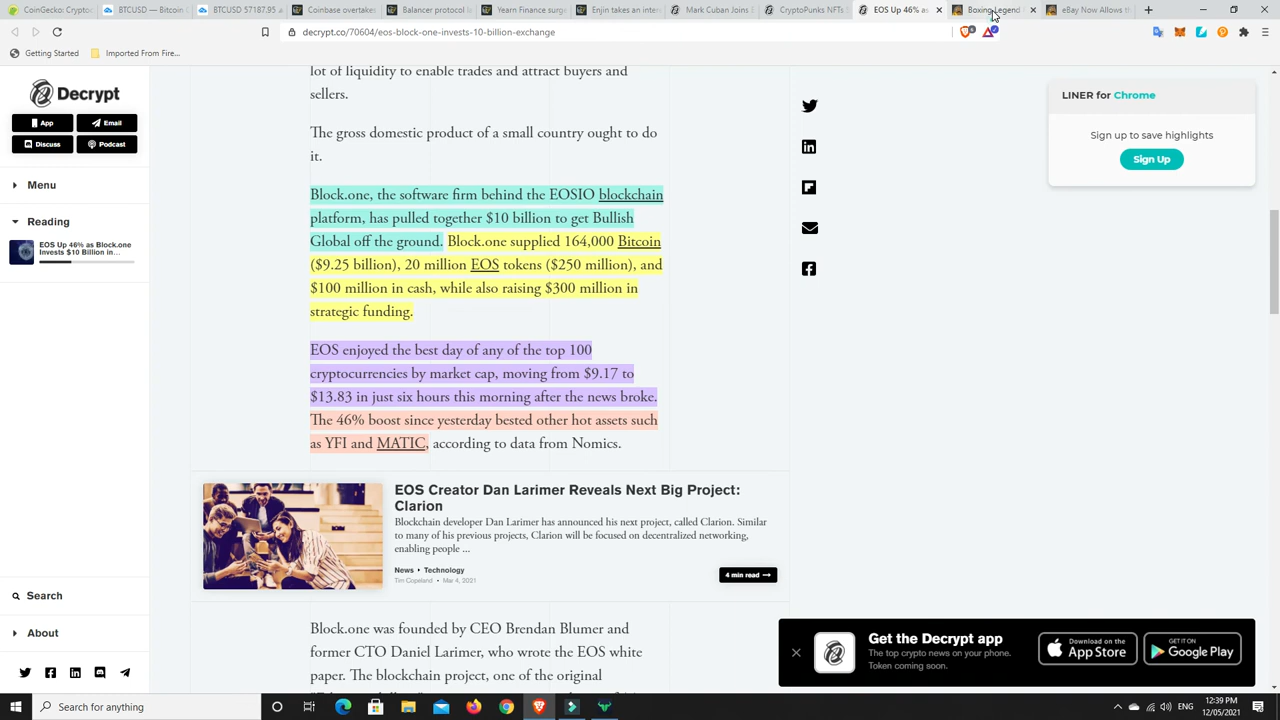 CoinGecko: Crypto
BTCUSD — Bitcoin I
BTCUSD 57187.95
Coinbase overtakes
Balancer protocol la
Yearn Finance surge
Enjin takes an inter
Mark Cuban Joins E
CryptoPunks NFTs
EOS Up 46% as
Boxing Legend
eBay Now Allows th
decrypt.co/70604/eos-block-one-invests-10-billion-exchange
Getting Started
Imported From Fire...
Decrypt
App
Email
Discuss
Podcast
Menu
Reading
EOS Up 46% as Block.one
Invests $10 Billion in...
Search
About
lot of liquidity to enable trades and attract buyers and
sellers.
The gross domestic product of a small country ought to do
it.
Block.one, the software firm behind the EOSIO blockchain
platform, has pulled together $10 billion to get Bullish
Global off the ground. Block.one supplied 164,000 Bitcoin
($9.25 billion), 20 million EOS tokens ($250 million), and
$100 million in cash, while also raising $300 million in
strategic funding.
EOS enjoyed the best day of any of the top 100
cryptocurrencies by market cap, moving from $9.17 to
$13.83 in just six hours this morning after the news broke.
The 46% boost since yesterday bested other hot assets such
as YFI and MATIC, according to data from Nomics.
EOS Creator Dan Larimer Reveals Next Big Project:
Clarion
Blockchain developer Dan Larimer has announced his next project, called Clarion. Similar
to many of his previous projects, Clarion will be focused on decentralized networking,
enabling people ...
News • Technology
Tim Copeland • Mar 4, 2021
4 min read
Block.one was founded by CEO Brendan Blumer and
former CTO Daniel Larimer, who wrote the EOS white
paper. The blockchain project, one of the original
LINER for Chrome
Sign up to save highlights
Sign Up
Get the Decrypt app
The top crypto news on your phone.
Token coming soon.
Download on the
App Store
GET IT ON
Google Play
Search for anything
ENG
12:39 PM
12/05/2021